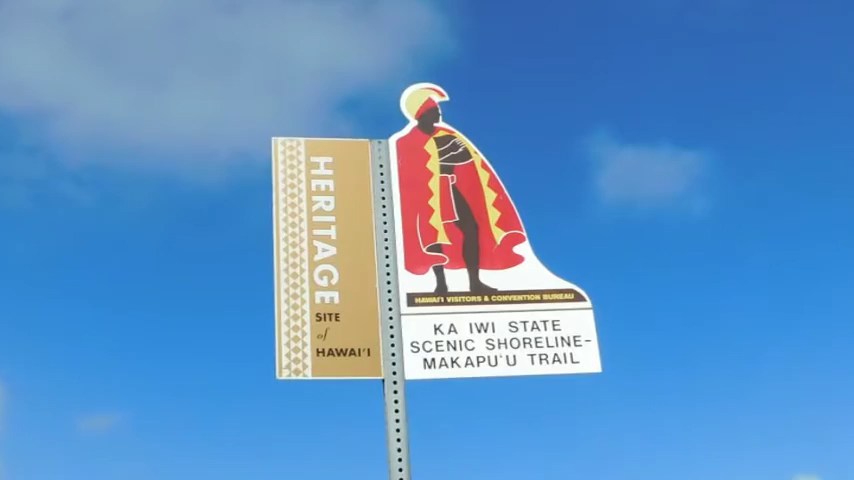 HERITAGE
SITE
of
HAWAI'I
HAWAI'I VISITORS & CONVENTION BUREAU
KA IWI STATE
SCENIC SHORELINE-
MAKAPU'U TRAIL